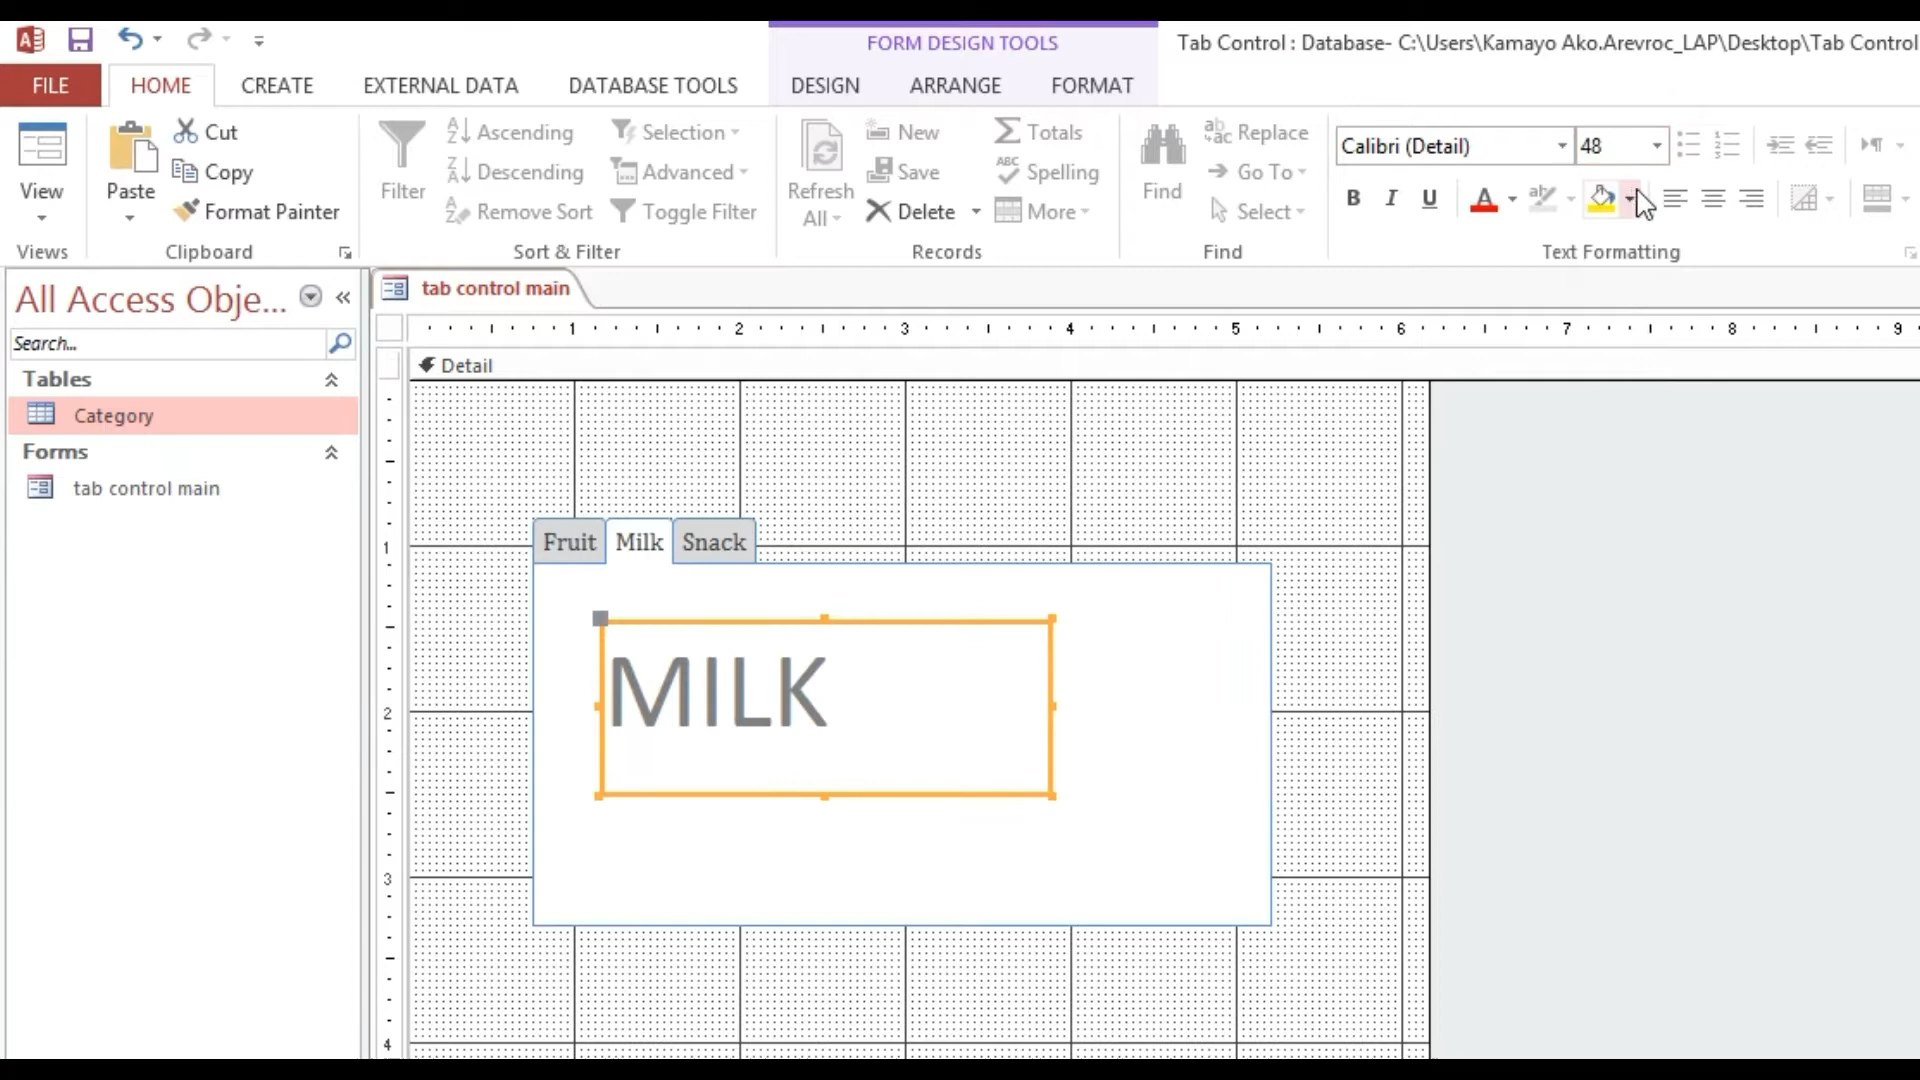 FORM DESIGN TOOLS
Tab Control : Database- C:\Users\Kamayo Ako.Arevroc_LAP\Desktop\Tab Control
FILE HOME CREATE EXTERNAL DATA DATABASE TOOLS DESIGN ARRANGE FORMAT
View
Views
Paste
Cut
Copy
Format Painter
Clipboard
Filter
Ascending
Descending
Remove Sort
Selection
Advanced
Toggle Filter
Sort & Filter
Refresh
All
New
Save
Delete
Totals
Spelling
More
Records
Find
Replace
Go To
Select
Find
Calibri (Detail) 48
B I U A
Text Formatting
All Access Obje...
Search...
Tables
Category
Forms
tab control main
tab control main
1 2 3 4 5 6 7 8 9
Detail
1
2
3
4
Fruit Milk Snack
MILK